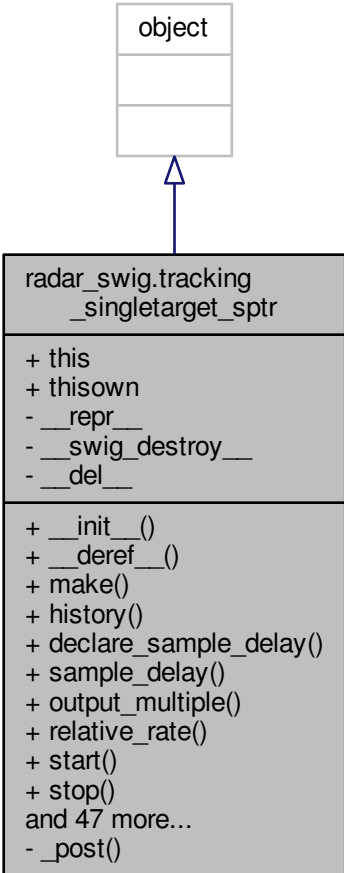 object
radar_swig.tracking
_singletarget_sptr
+ this
+ thisown
- __repr__
- __swig_destroy__
- __del__
+ __init__()
+ __deref__()
+ make()
+ history()
+ declare_sample_delay()
+ sample_delay()
+ output_multiple()
+ relative_rate()
+ start()
+ stop()
and 47 more...
- _post()